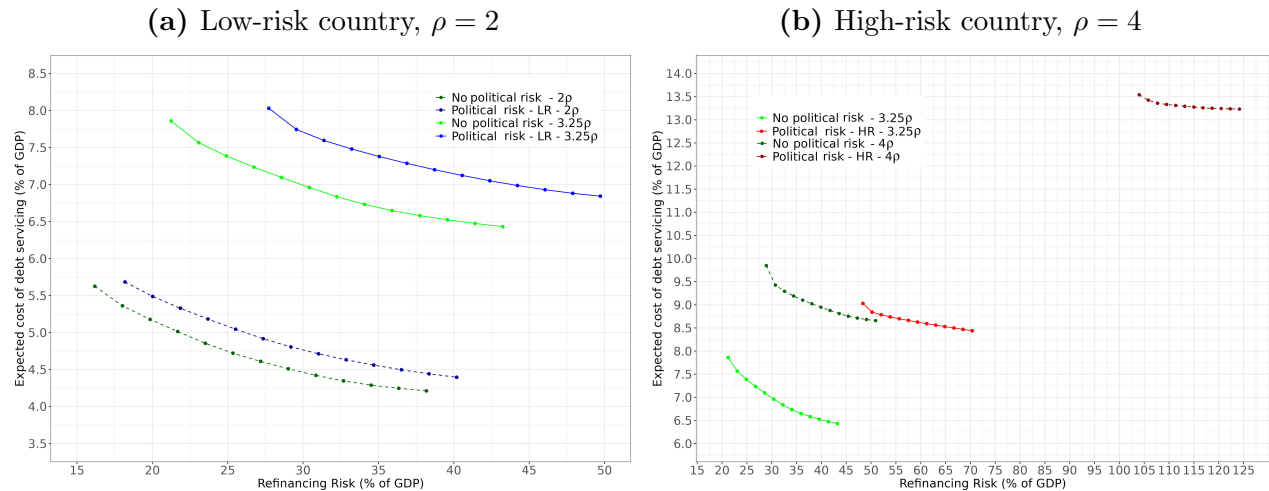 (a) Low-risk country, ρ = 2
8.5
8.0
7.5
7.0
6.5
6.0
5.5
5.0
4.5
4.0
3.5
Expected cost of debt servicing (% of GDP)
No political risk - 2ρ
Political risk - LR - 2ρ
No political risk - 3.25ρ
Political risk - LR - 3.25ρ
15 20 25 30 35 40 45 50
Refinancing Risk (% of GDP)
(b) High-risk country, ρ = 4
14.0
13.5
13.0
12.5
12.0
11.5
11.0
10.5
10.0
9.5
9.0
8.5
8.0
7.5
7.0
6.5
6.0
Expected cost of debt servicing (% of GDP)
No political risk - 3.25ρ
Political risk - HR - 3.25ρ
No political risk - 4ρ
Political risk - HR - 4ρ
15 20 25 30 35 40 45 50 55 60 65 70 75 80 85 90 95 100 105 110 115 120 125
Refinancing Risk (% of GDP)